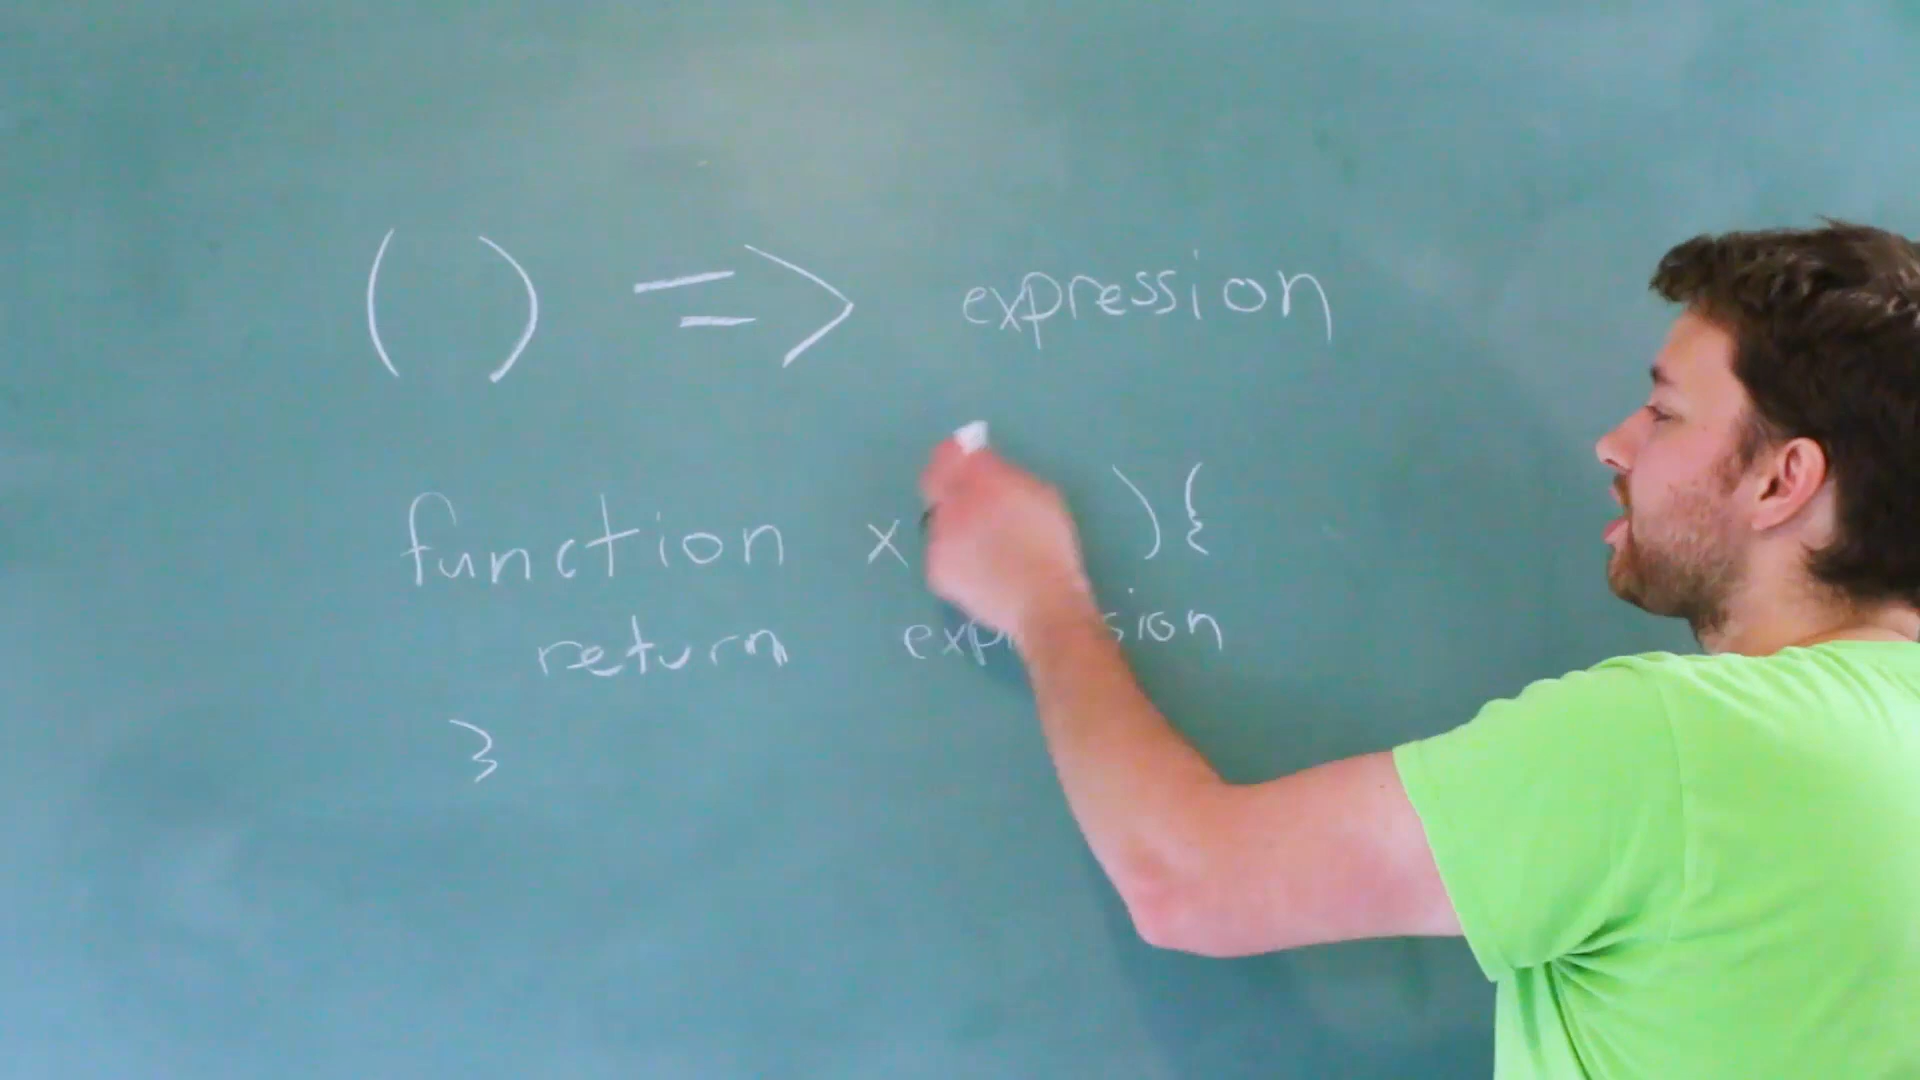 ( ) => expression
function x ){
return expression
}